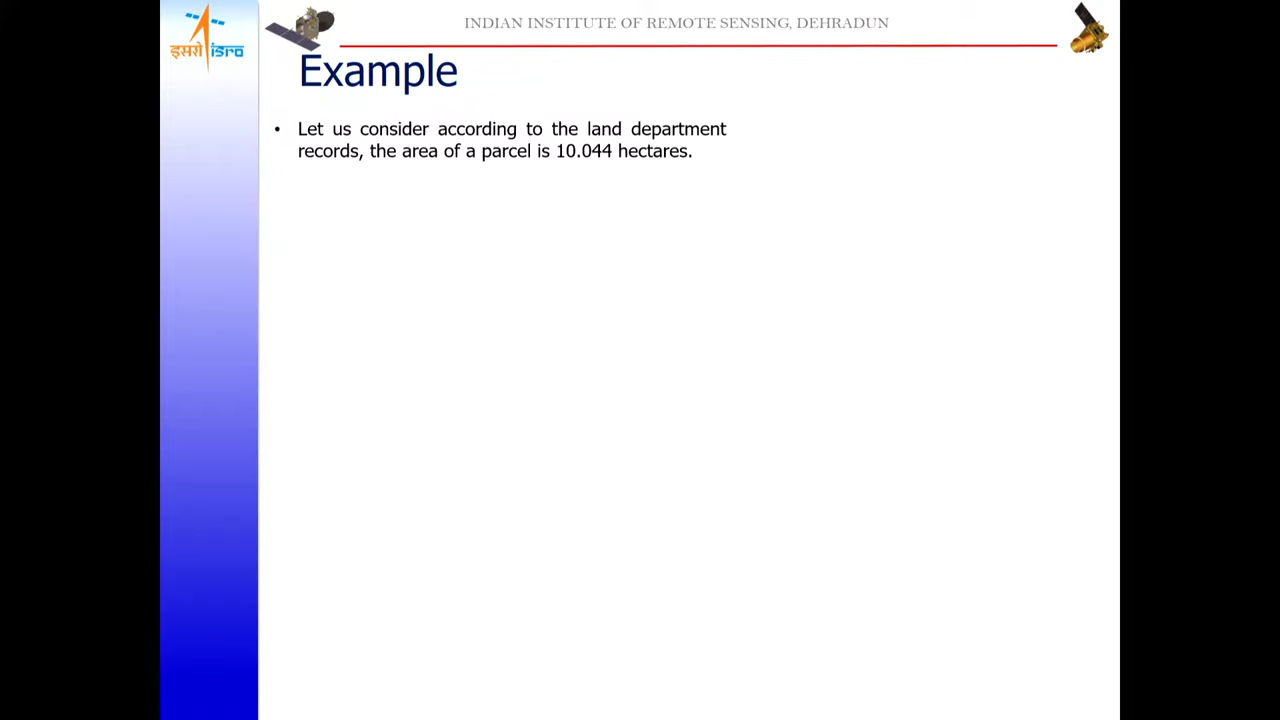 INDIAN INSTITUTE OF REMOTE SENSING, DEHRADUN
इसरो isro
Example
• Let us consider according to the land department
records, the area of a parcel is 10.044 hectares.